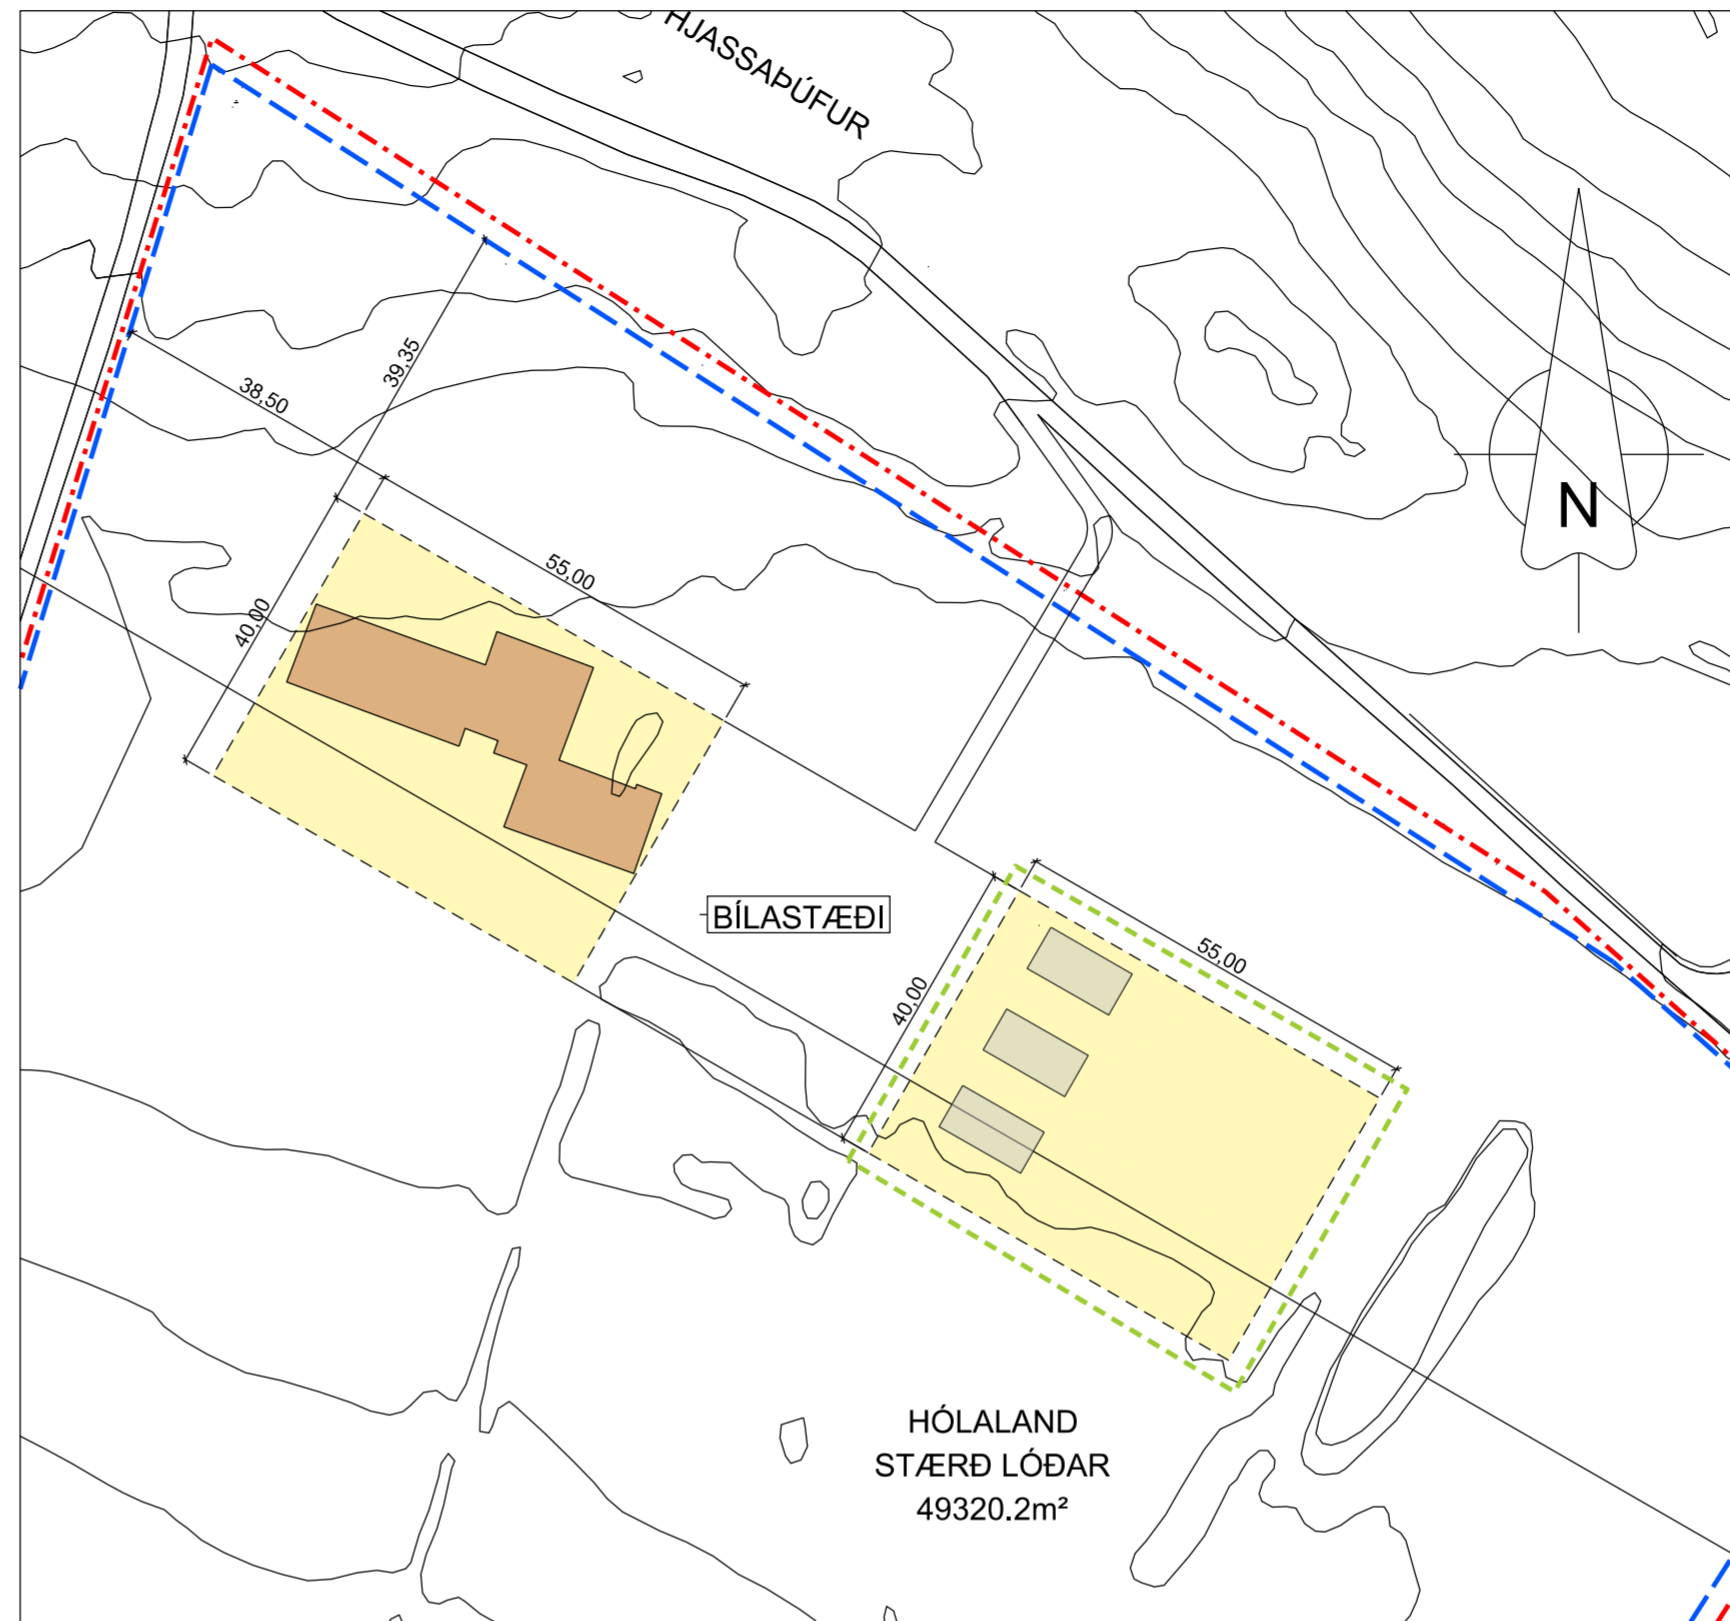 HJASSAÞÚFUR
39,35
38,50
N
55,00
40,00
BÍLASTÆÐI
55,00
40,00
HÓLALAND
STÆRÐ LÓÐAR
49320.2m²